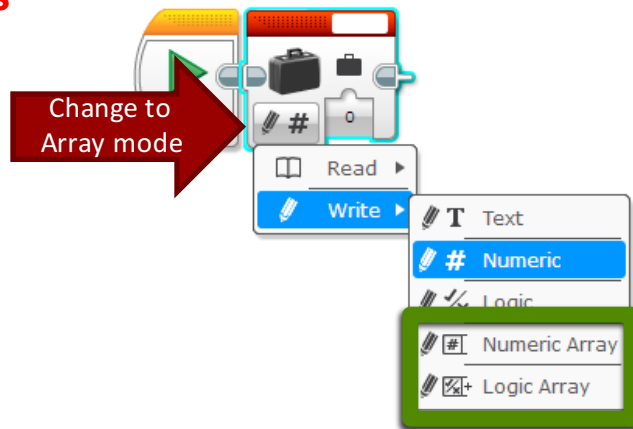 s
Change to
Array mode
#
0
Read
Write
T Text
# Numeric
Logic
# Numeric Array
Logic Array